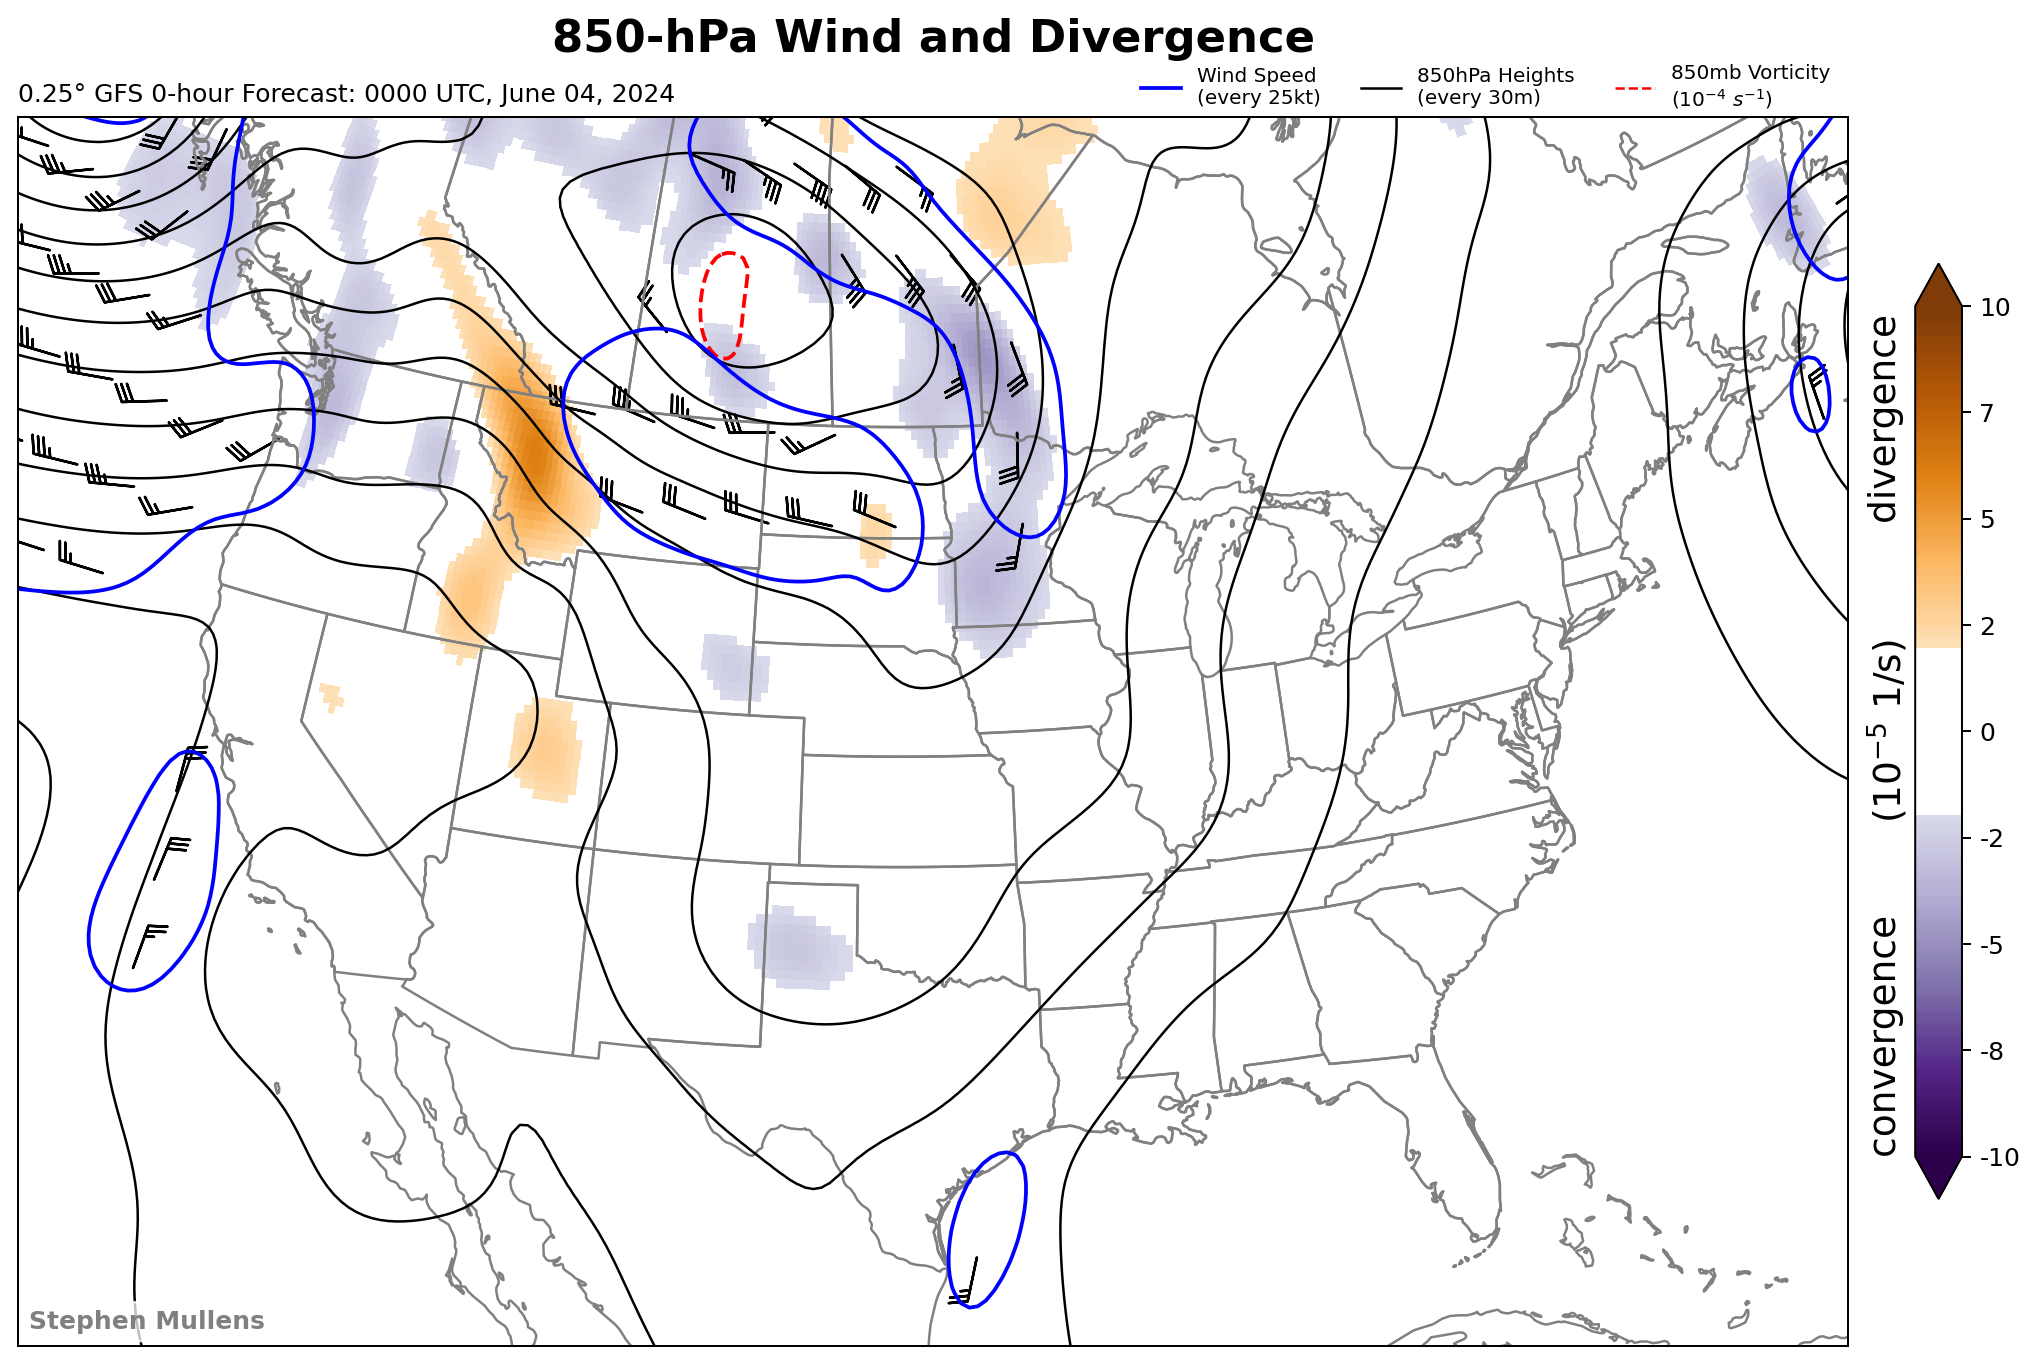 850-hPa Wind and Divergence
0.25° GFS 0-hour Forecast: 0000 UTC, June 04, 2024
Wind Speed
(every 25kt)
850hPa Heights
(every 30m)
850mb Vorticity
(10⁻⁴ s⁻¹)
10
7
5
2
0
-2
-5
-8
-10
divergence
(10⁻⁵ 1/s)
convergence
Stephen Mullens